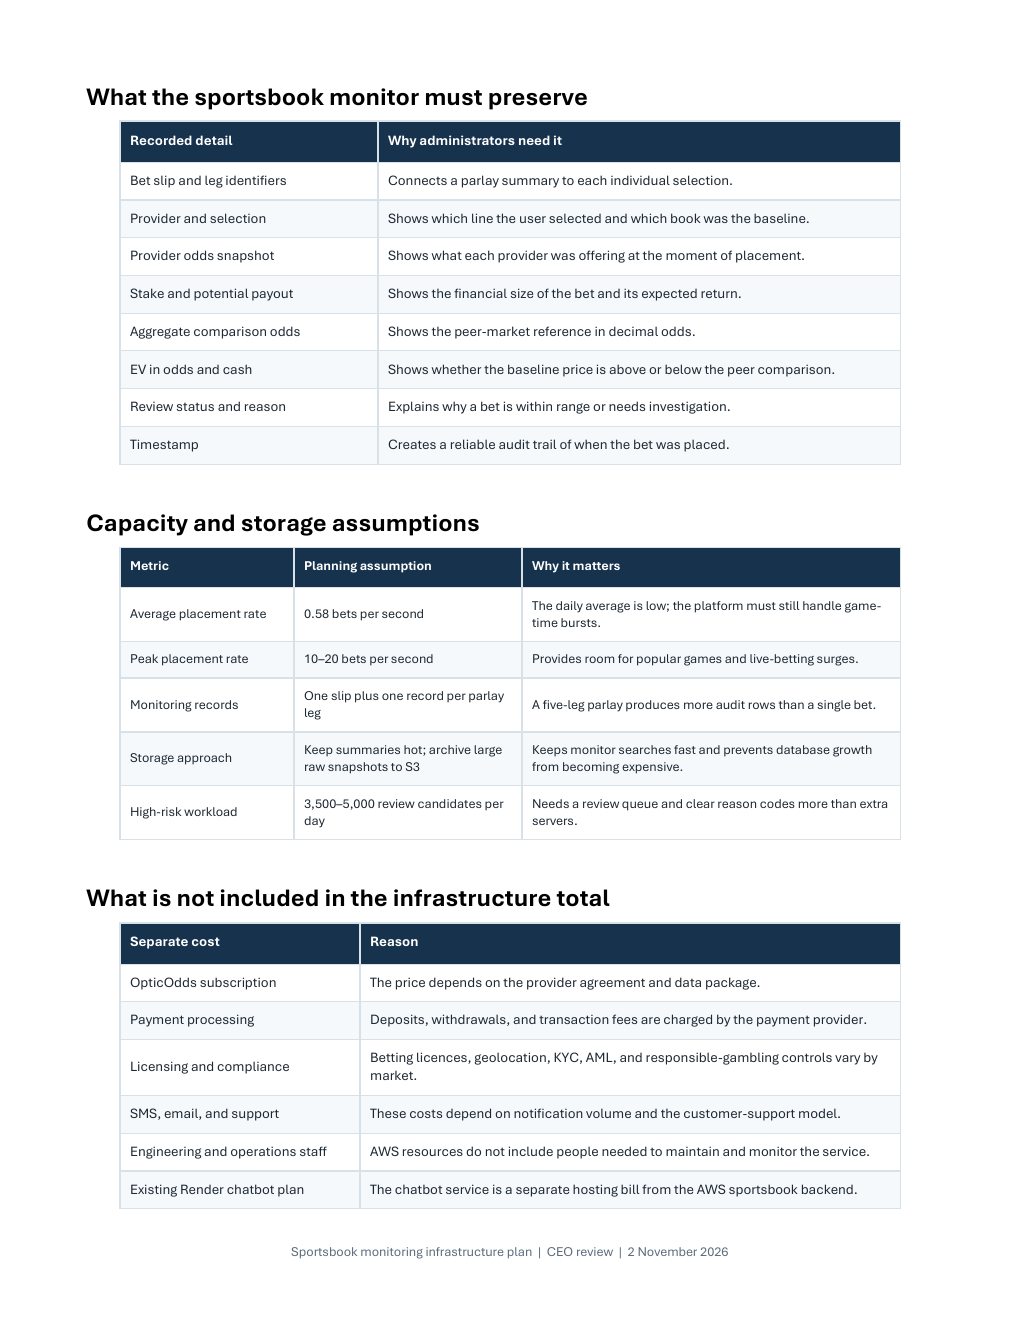 What the sportsbook monitor must preserve
Recorded detail
Why administrators need it
Bet slip and leg identifiers
Connects a parlay summary to each individual selection.
Provider and selection
Shows which line the user selected and which book was the baseline.
Provider odds snapshot
Shows what each provider was offering at the moment of placement.
Stake and potential payout
Shows the financial size of the bet and its expected return.
Aggregate comparison odds
Shows the peer-market reference in decimal odds.
EV in odds and cash
Shows whether the baseline price is above or below the peer comparison.
Review status and reason
Explains why a bet is within range or needs investigation.
Timestamp
Creates a reliable audit trail of when the bet was placed.
Capacity and storage assumptions
Metric
Planning assumption
Why it matters
Average placement rate
0.58 bets per second
The daily average is low; the platform must still handle game-
time bursts.
Peak placement rate
10–20 bets per second
Provides room for popular games and live-betting surges.
Monitoring records
One slip plus one record per parlay
leg
A five-leg parlay produces more audit rows than a single bet.
Storage approach
Keep summaries hot; archive large
raw snapshots to S3
Keeps monitor searches fast and prevents database growth
from becoming expensive.
High-risk workload
3,500–5,000 review candidates per
day
Needs a review queue and clear reason codes more than extra
servers.
What is not included in the infrastructure total
Separate cost
Reason
OpticOdds subscription
The price depends on the provider agreement and data package.
Payment processing
Deposits, withdrawals, and transaction fees are charged by the payment provider.
Licensing and compliance
Betting licences, geolocation, KYC, AML, and responsible-gambling controls vary by
market.
SMS, email, and support
These costs depend on notification volume and the customer-support model.
Engineering and operations staff
AWS resources do not include people needed to maintain and monitor the service.
Existing Render chatbot plan
The chatbot service is a separate hosting bill from the AWS sportsbook backend.
Sportsbook monitoring infrastructure plan | CEO review | 2 November 2026